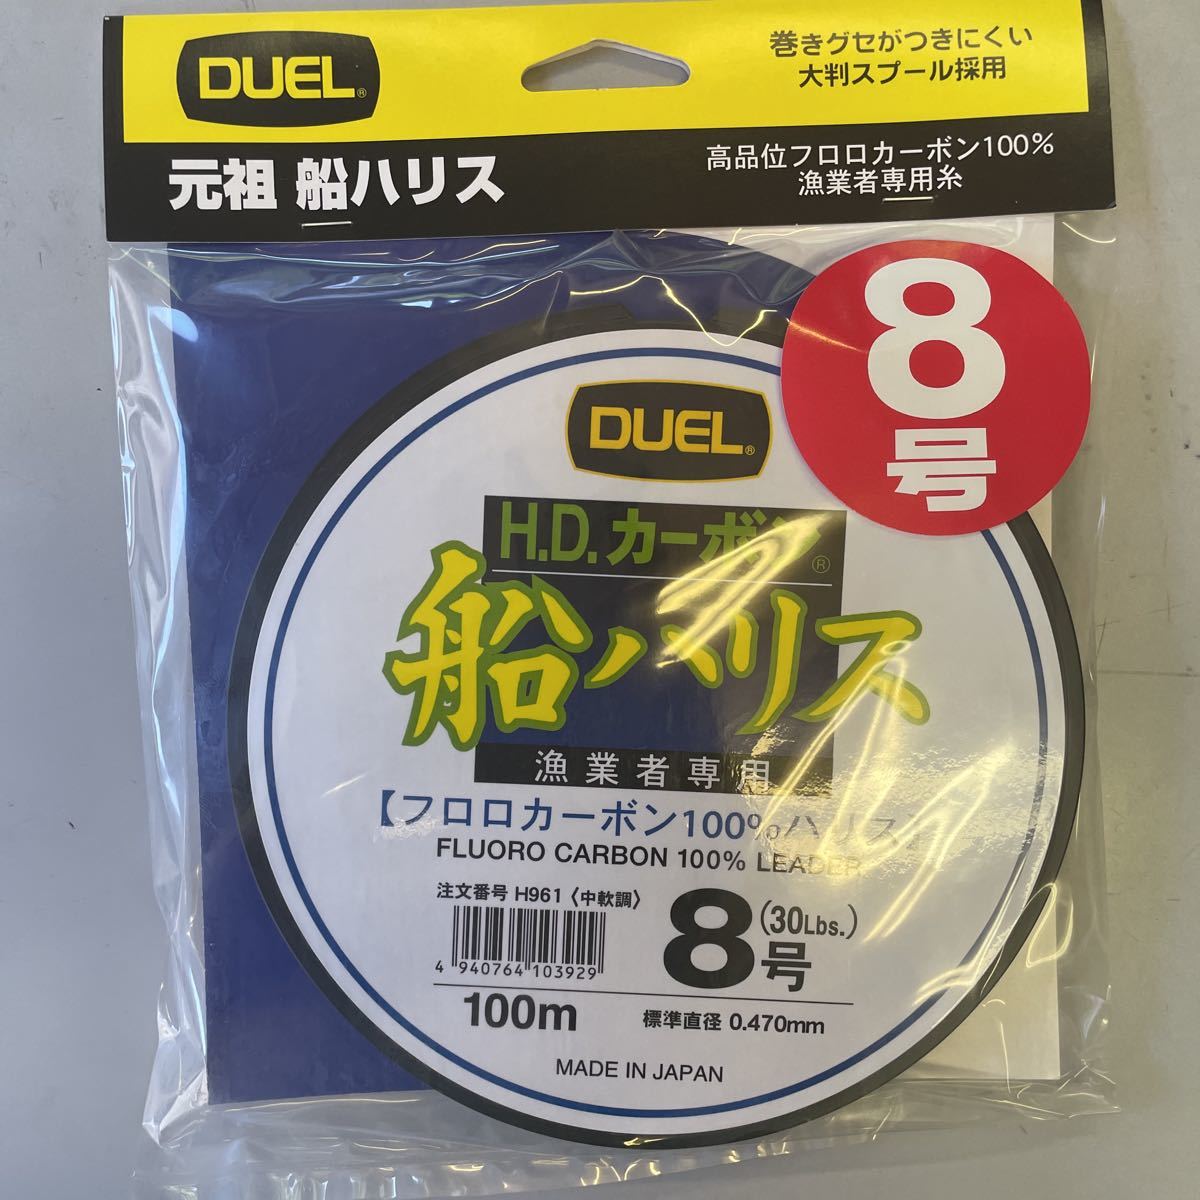 DUEL®
巻きグセがつきにくい
大判スプール採用
元祖 船ハリス
高品位フロロカーボン100%
漁業者専用糸
8
号
DUEL®
H.D.カーボン®
船ハリス
漁業者専用
【フロロカーボン100%ハリス】
FLUORO CARBON 100% LEADER
注文番号 H961〈中軟調〉
8号(30Lbs.)
4 940764 103929
100m
標準直径 0.470mm
MADE IN JAPAN